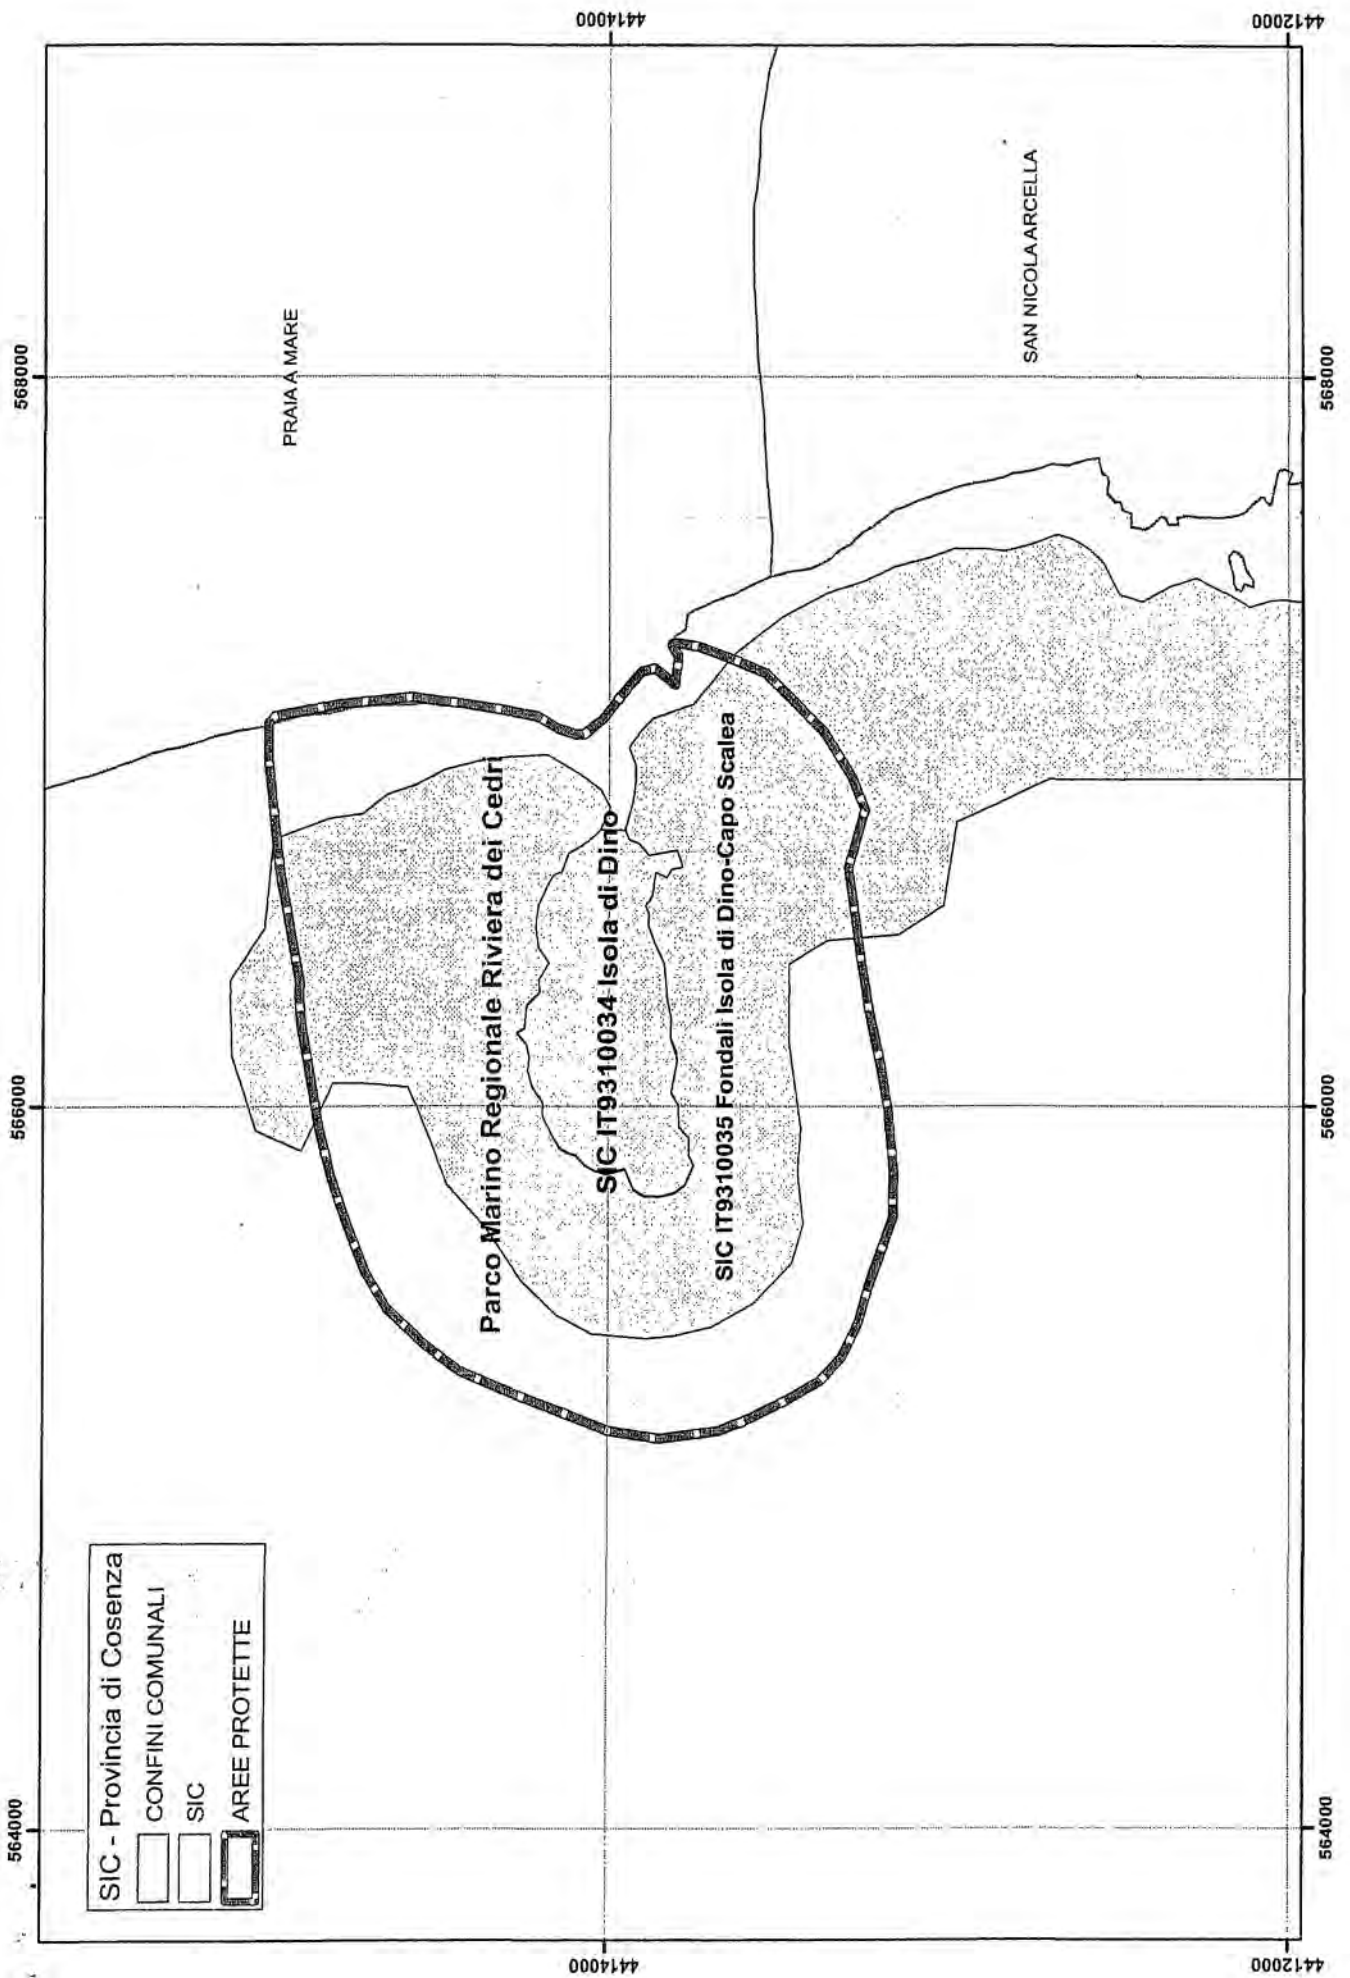 SIC - Provincia di Cosenza
CONFINI COMUNALI
SIC
AREE PROTETTE
564000
566000
568000
4414000
4412000
PRAIA A MARE
Parco Marino Regionale Riviera dei Cedri
SIC IT9310034 Isola di Dino
SIC IT9310035 Fondali Isola di Dino-Capo Scalea
SAN NICOLA ARCELLA
4414000
4412000
564000
566000
568000